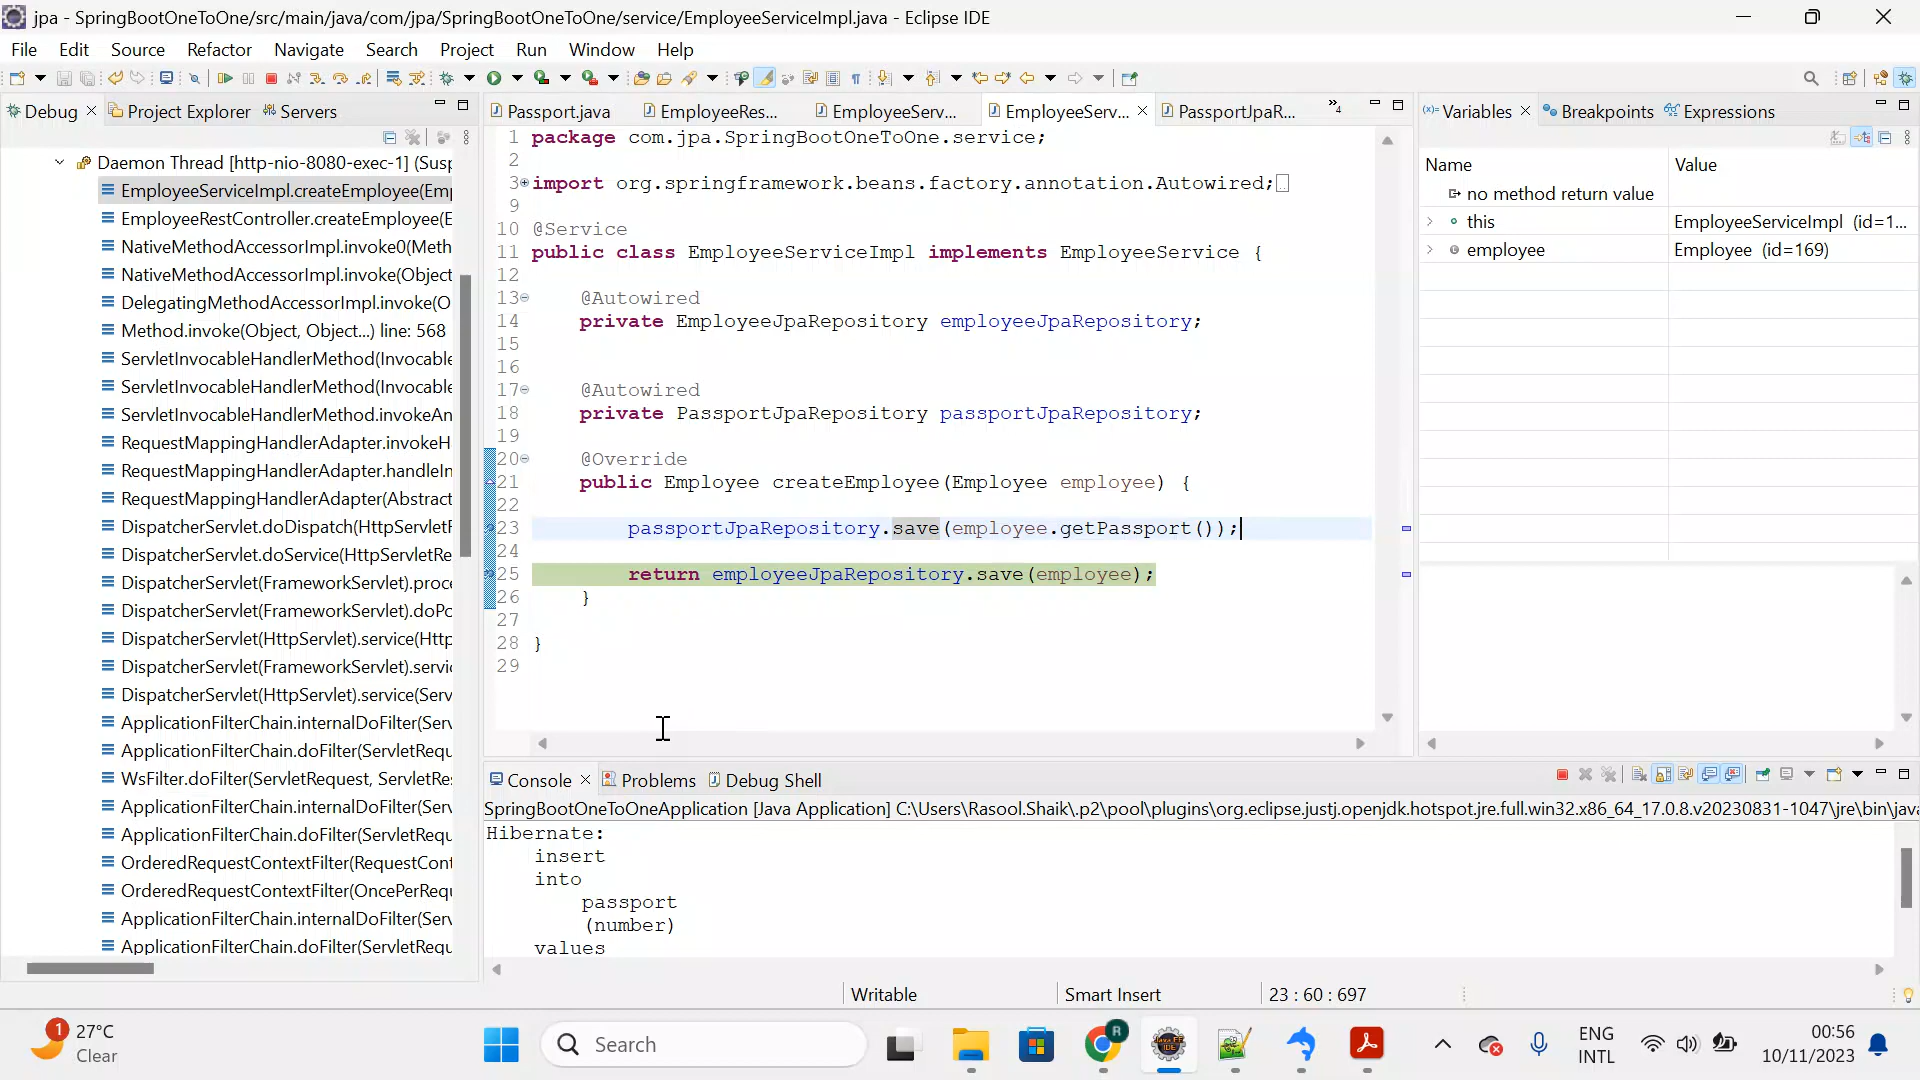 jpa - SpringBootOneToOne/src/main/java/com/jpa/SpringBootOneToOne/service/EmployeeServiceImpl.java - Eclipse IDE
File Edit Source Refactor Navigate Search Project Run Window Help
Debug Project Explorer Servers
Daemon Thread [http-nio-8080-exec-1] (Susp
EmployeeServiceImpl.createEmployee(Emp
EmployeeRestController.createEmployee(E
NativeMethodAccessorImpl.invoke0(Meth
NativeMethodAccessorImpl.invoke(Object
DelegatingMethodAccessorImpl.invoke(O
Method.invoke(Object, Object...) line: 568
ServletInvocableHandlerMethod(Invocable
ServletInvocableHandlerMethod(Invocable
ServletInvocableHandlerMethod.invokeAn
RequestMappingHandlerAdapter.invokeH
RequestMappingHandlerAdapter.handleIn
RequestMappingHandlerAdapter(Abstract
DispatcherServlet.doDispatch(HttpServletF
DispatcherServlet.doService(HttpServletRe
DispatcherServlet(FrameworkServlet).proce
DispatcherServlet(FrameworkServlet).doPo
DispatcherServlet(HttpServlet).service(Http
DispatcherServlet(FrameworkServlet).servic
DispatcherServlet(HttpServlet).service(Serv
ApplicationFilterChain.internalDoFilter(Serv
ApplicationFilterChain.doFilter(ServletRequ
WsFilter.doFilter(ServletRequest, ServletRes
ApplicationFilterChain.internalDoFilter(Serv
ApplicationFilterChain.doFilter(ServletRequ
OrderedRequestContextFilter(RequestCont
OrderedRequestContextFilter(OncePerRequ
ApplicationFilterChain.internalDoFilter(Serv
ApplicationFilterChain.doFilter(ServletRequ
Passport.java EmployeeRes... EmployeeServ... EmployeeServ... PassportJpaR... »4
1 package com.jpa.SpringBootOneToOne.service;
2
3 import org.springframework.beans.factory.annotation.Autowired;
9
10 @Service
11 public class EmployeeServiceImpl implements EmployeeService {
12
13 @Autowired
14 private EmployeeJpaRepository employeeJpaRepository;
15
16
17 @Autowired
18 private PassportJpaRepository passportJpaRepository;
19
20 @Override
21 public Employee createEmployee(Employee employee) {
22
23 passportJpaRepository.save(employee.getPassport());
24
25 return employeeJpaRepository.save(employee);
26 }
27
28 }
29
Variables Breakpoints Expressions
Name Value
no method return value
this EmployeeServiceImpl (id=1...
employee Employee (id=169)
Console Problems Debug Shell
SpringBootOneToOneApplication [Java Application] C:\Users\Rasool.Shaik\.p2\pool\plugins\org.eclipse.justj.openjdk.hotspot.jre.full.win32.x86_64_17.0.8.v20230831-1047\jre\bin\java
Hibernate:
insert
into
passport
(number)
values
Writable Smart Insert 23 : 60 : 697
1
27°C
Clear
Search
R
ENG
INTL
00:56
10/11/2023